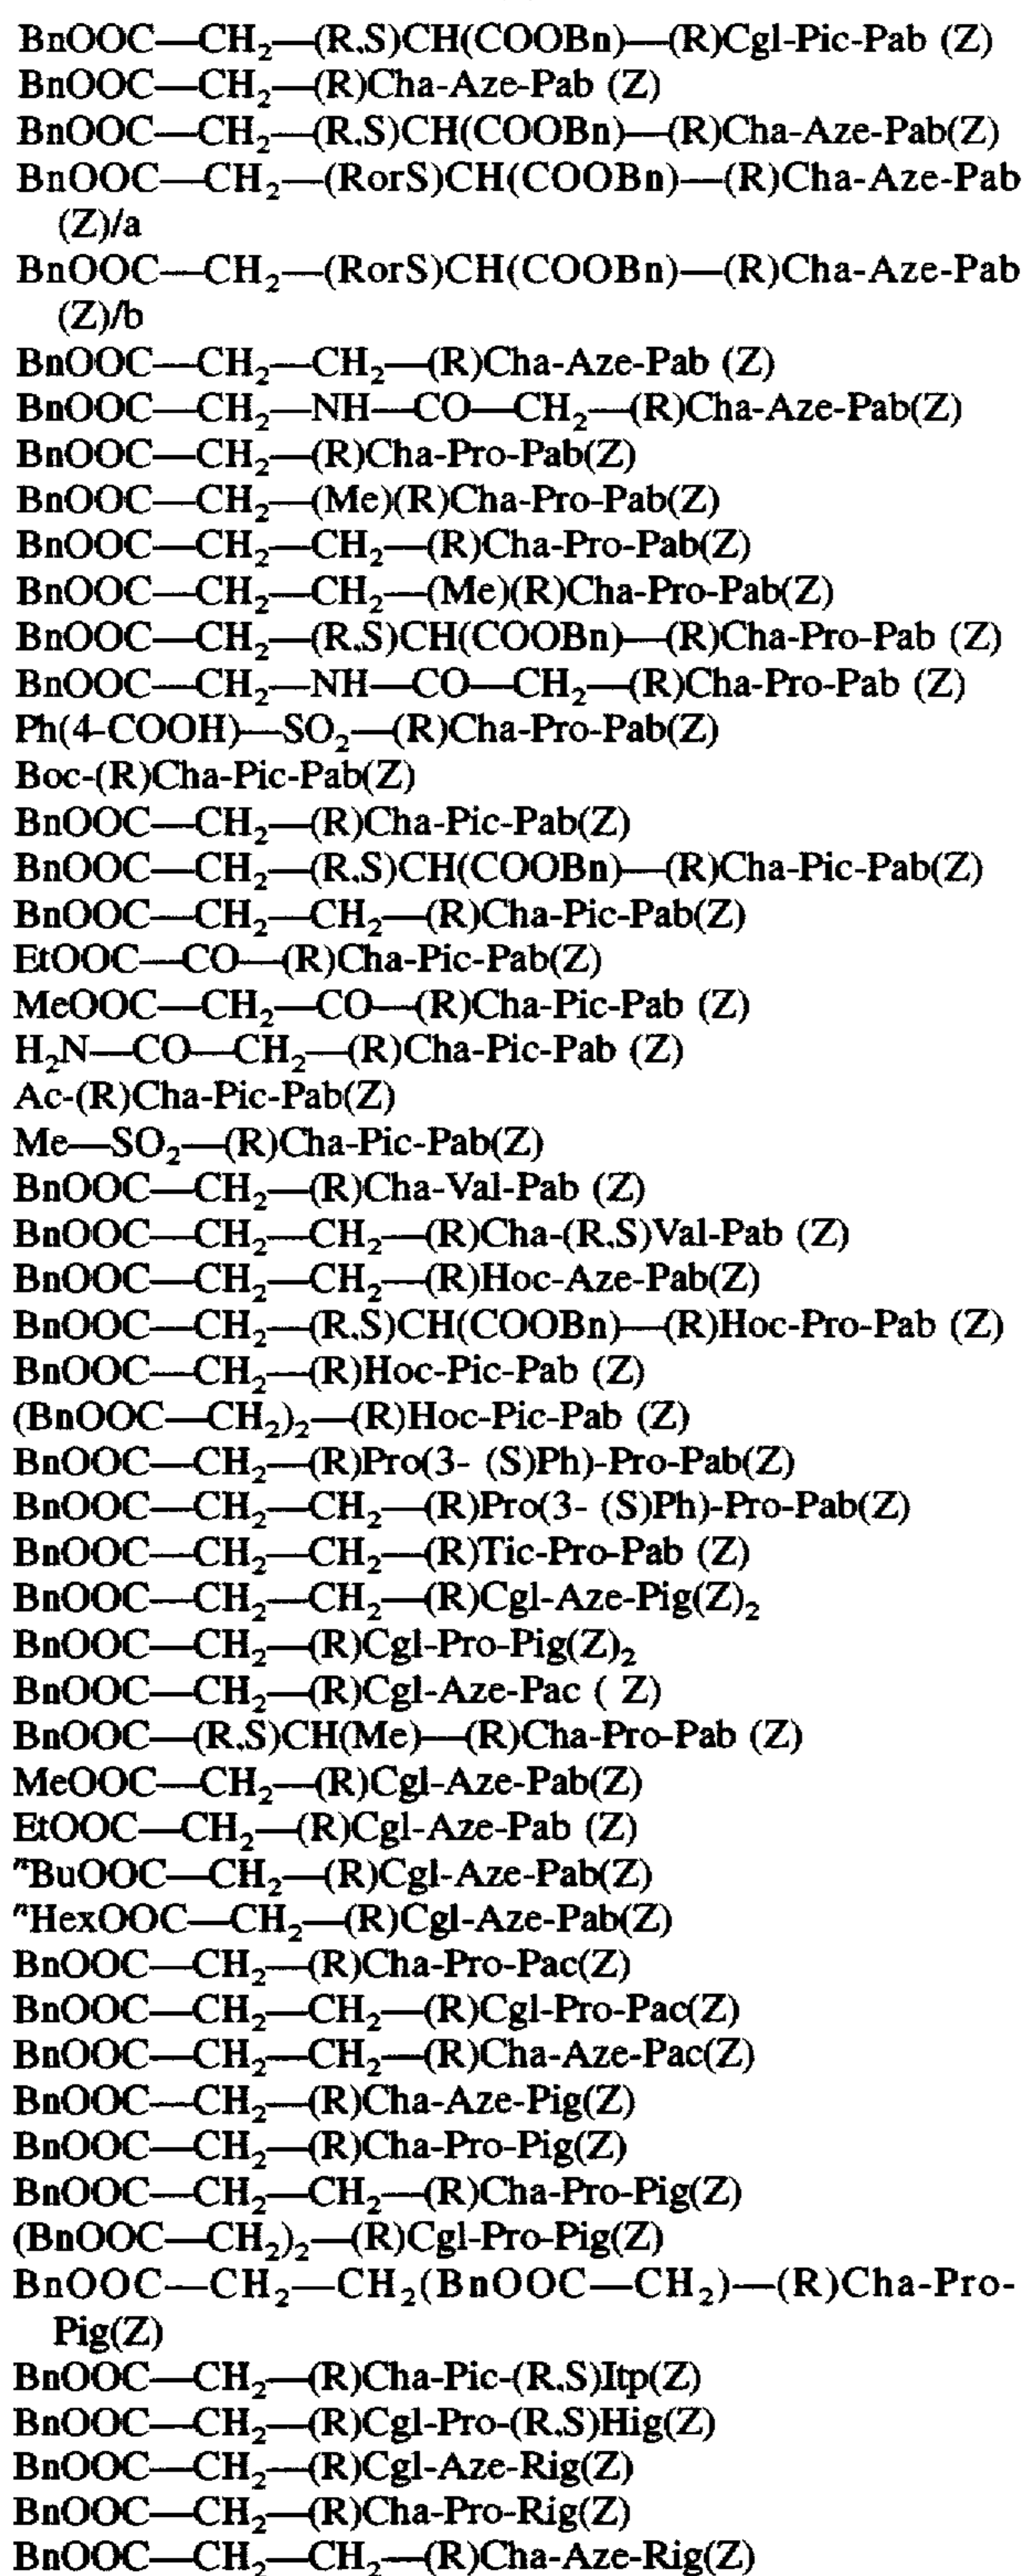 BnOOC—CH₂—(R,S)CH(COOBn)—(R)Cgl-Pic-Pab (Z)
BnOOC—CH₂—(R)Cha-Aze-Pab (Z)
BnOOC—CH₂—(R,S)CH(COOBn)—(R)Cha-Aze-Pab(Z)
BnOOC—CH₂—(RorS)CH(COOBn)—(R)Cha-Aze-Pab
(Z)/a
BnOOC—CH₂—(RorS)CH(COOBn)—(R)Cha-Aze-Pab
(Z)/b
BnOOC—CH₂—CH₂—(R)Cha-Aze-Pab (Z)
BnOOC—CH₂—NH—CO—CH₂—(R)Cha-Aze-Pab(Z)
BnOOC—CH₂—(R)Cha-Pro-Pab(Z)
BnOOC—CH₂—(Me)(R)Cha-Pro-Pab(Z)
BnOOC—CH₂—CH₂—(R)Cha-Pro-Pab(Z)
BnOOC—CH₂—CH₂—(Me)(R)Cha-Pro-Pab(Z)
BnOOC—CH₂—(R,S)CH(COOBn)—(R)Cha-Pro-Pab (Z)
BnOOC—CH₂—NH—CO—CH₂—(R)Cha-Pro-Pab (Z)
Ph(4-COOH)—SO₂—(R)Cha-Pro-Pab(Z)
Boc-(R)Cha-Pic-Pab(Z)
BnOOC—CH₂—(R)Cha-Pic-Pab(Z)
BnOOC—CH₂—(R,S)CH(COOBn)—(R)Cha-Pic-Pab(Z)
BnOOC—CH₂—CH₂—(R)Cha-Pic-Pab(Z)
EtOOC—CO—(R)Cha-Pic-Pab(Z)
MeOOC—CH₂—CO—(R)Cha-Pic-Pab (Z)
H₂N—CO—CH₂—(R)Cha-Pic-Pab (Z)
Ac-(R)Cha-Pic-Pab(Z)
Me—SO₂—(R)Cha-Pic-Pab(Z)
BnOOC—CH₂—(R)Cha-Val-Pab (Z)
BnOOC—CH₂—CH₂—(R)Cha-(R,S)Val-Pab (Z)
BnOOC—CH₂—CH₂—(R)Hoc-Aze-Pab(Z)
BnOOC—CH₂—(R,S)CH(COOBn)—(R)Hoc-Pro-Pab (Z)
BnOOC—CH₂—(R)Hoc-Pic-Pab (Z)
(BnOOC—CH₂)₂—(R)Hoc-Pic-Pab (Z)
BnOOC—CH₂—(R)Pro(3- (S)Ph)-Pro-Pab(Z)
BnOOC—CH₂—CH₂—(R)Pro(3- (S)Ph)-Pro-Pab(Z)
BnOOC—CH₂—CH₂—(R)Tic-Pro-Pab (Z)
BnOOC—CH₂—CH₂—(R)Cgl-Aze-Pig(Z)₂
BnOOC—CH₂—(R)Cgl-Pro-Pig(Z)₂
BnOOC—CH₂—(R)Cgl-Aze-Pac ( Z)
BnOOC—(R,S)CH(Me)—(R)Cha-Pro-Pab (Z)
MeOOC—CH₂—(R)Cgl-Aze-Pab(Z)
EtOOC—CH₂—(R)Cgl-Aze-Pab (Z)
ⁿBuOOC—CH₂—(R)Cgl-Aze-Pab(Z)
ⁿHexOOC—CH₂—(R)Cgl-Aze-Pab(Z)
BnOOC—CH₂—(R)Cha-Pro-Pac(Z)
BnOOC—CH₂—CH₂—(R)Cgl-Pro-Pac(Z)
BnOOC—CH₂—CH₂—(R)Cha-Aze-Pac(Z)
BnOOC—CH₂—(R)Cha-Aze-Pig(Z)
BnOOC—CH₂—(R)Cha-Pro-Pig(Z)
BnOOC—CH₂—CH₂—(R)Cha-Pro-Pig(Z)
(BnOOC—CH₂)₂—(R)Cgl-Pro-Pig(Z)
BnOOC—CH₂—CH₂(BnOOC—CH₂)—(R)Cha-Pro-
Pig(Z)
BnOOC—CH₂—(R)Cha-Pic-(R,S)Itp(Z)
BnOOC—CH₂—(R)Cgl-Pro-(R,S)Hig(Z)
BnOOC—CH₂—(R)Cgl-Aze-Rig(Z)
BnOOC—CH₂—(R)Cha-Pro-Rig(Z)
BnOOC—CH₂—CH₂—(R)Cha-Aze-Rig(Z)